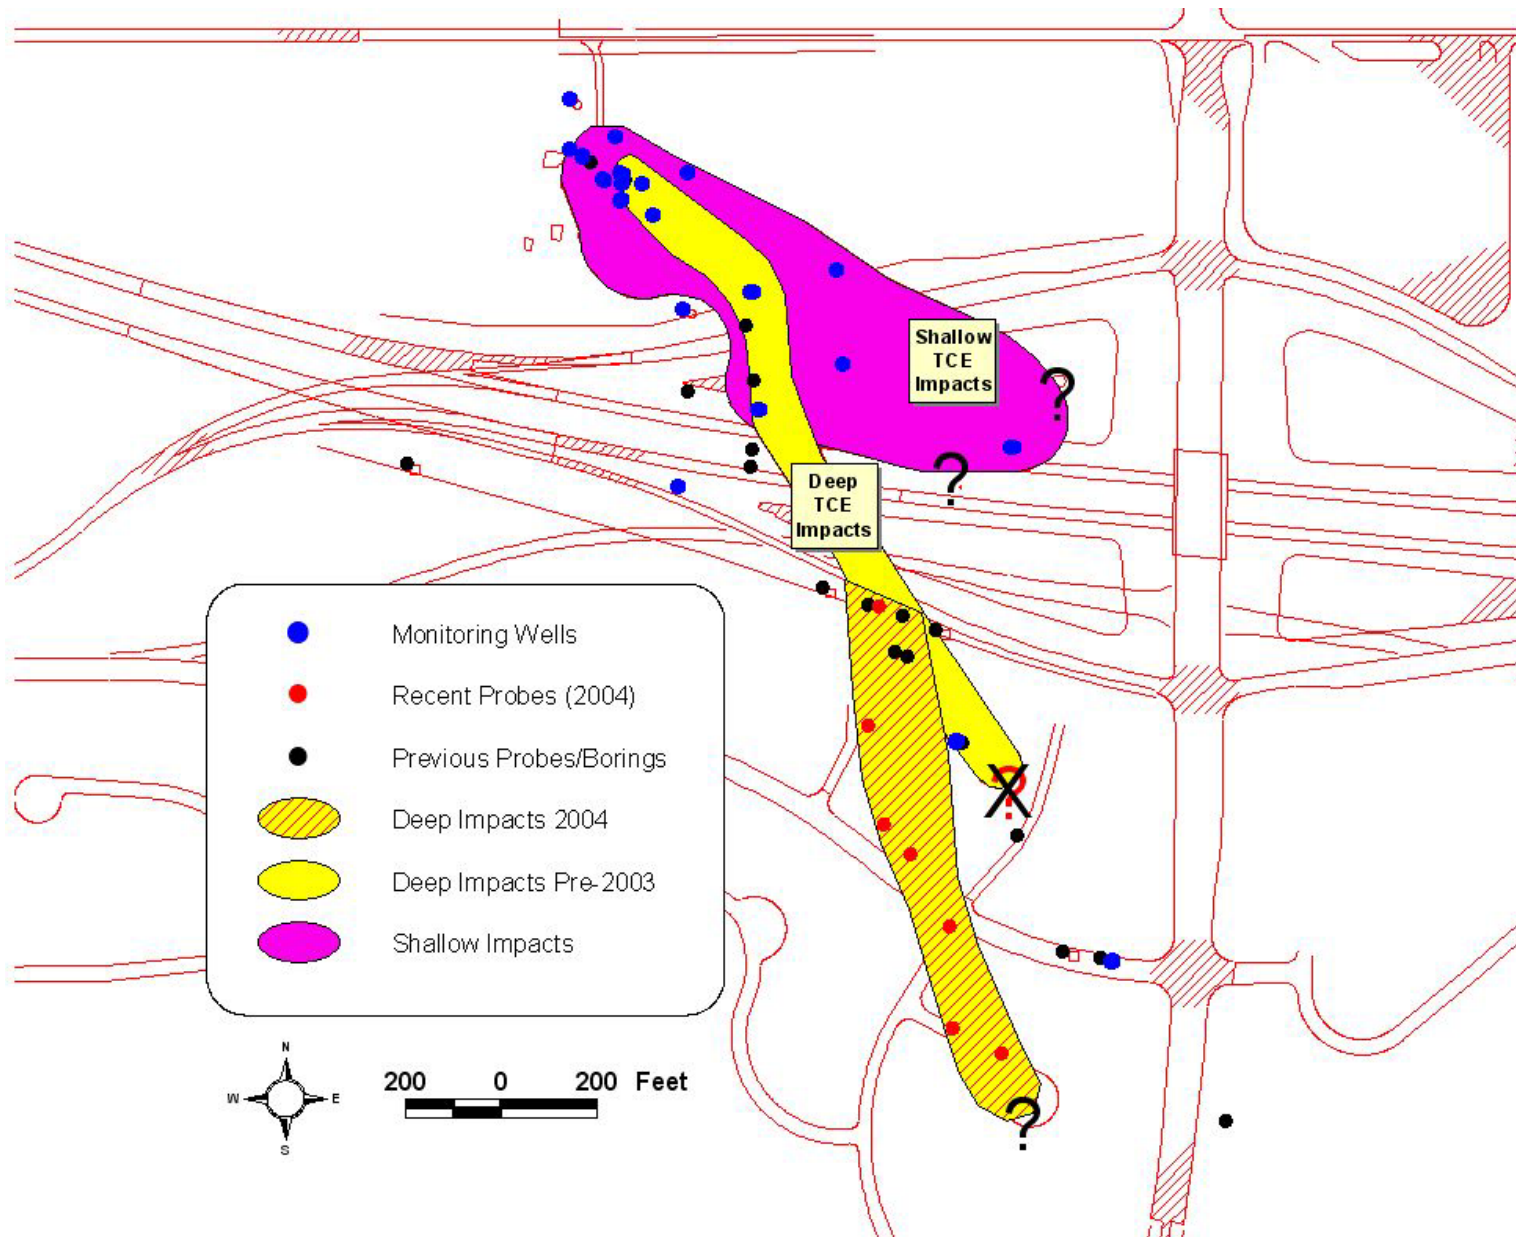 Shallow
TCE
Impacts
?
?
Deep
TCE
Impacts
Monitoring Wells
Recent Probes (2004)
Previous Probes/Borings
Deep Impacts 2004
Deep Impacts Pre-2003
Shallow Impacts
?
X
N
W E
S
200 0 200 Feet
?